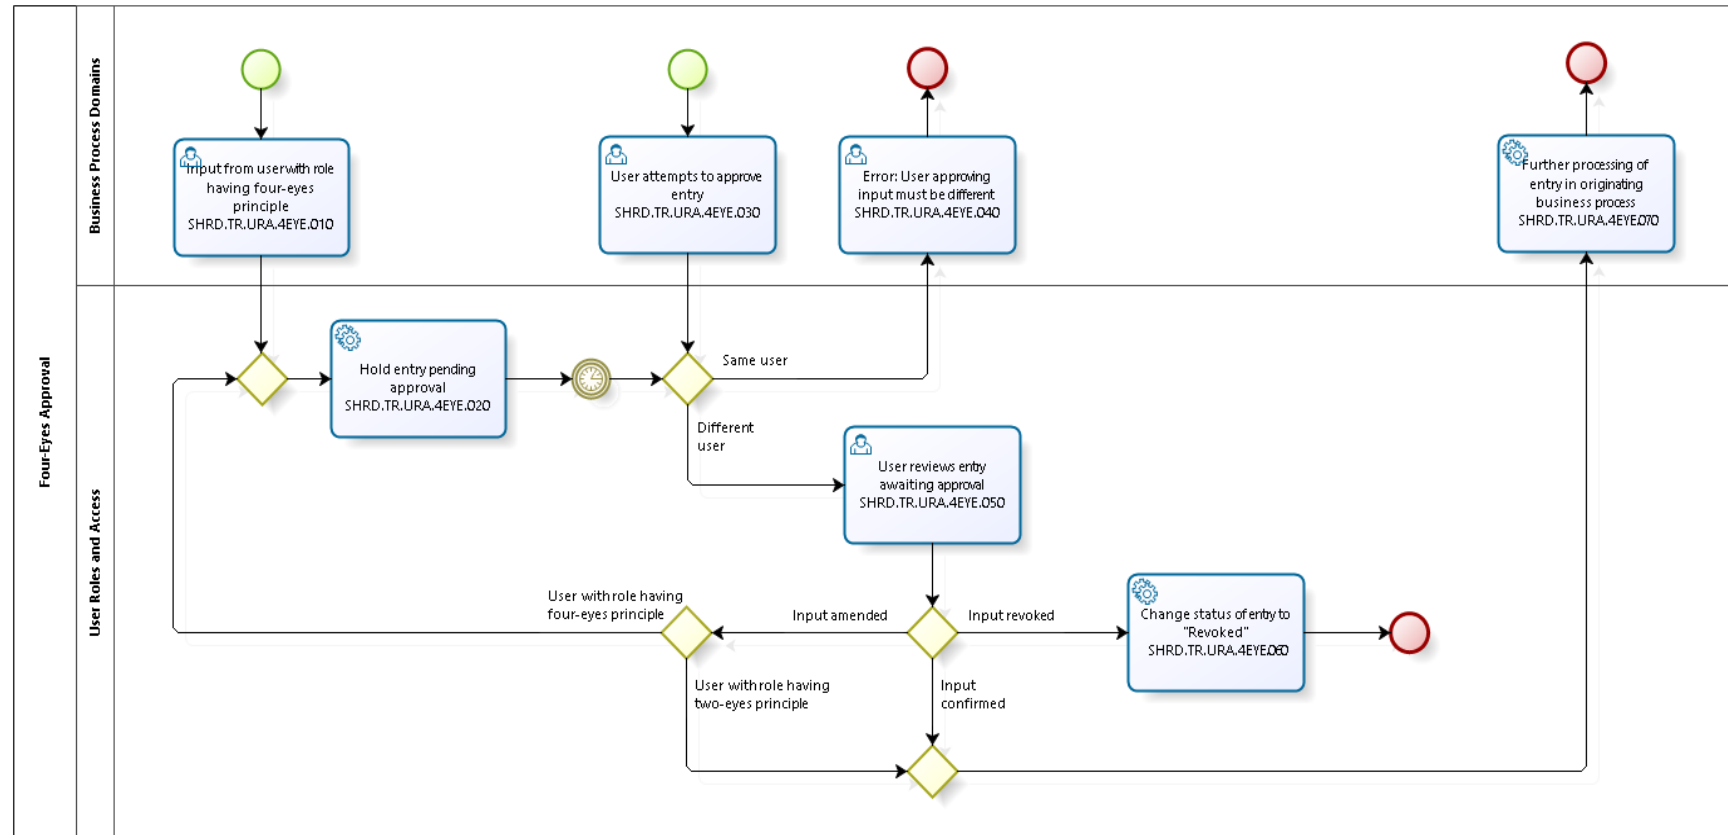 Four-Eyes Approval
Business Process Domains
Input from user with role
having four-eyes
principle
SHRD.TR.URA.4EYE.010
User attempts to approve
entry
SHRD.TR.URA.4EYE.030
Error: User approving
input must be different
SHRD.TR.URA.4EYE.040
Further processing of
entry in originating
business process
SHRD.TR.URA.4EYE.070
User Roles and Access
Hold entry pending
approval
SHRD.TR.URA.4EYE.020
Same user
Different
user
User reviews entry
awaiting approval
SHRD.TR.URA.4EYE.050
User with role having
four-eyes principle
Input amended
Input revoked
Change status of entry to
"Revoked"
SHRD.TR.URA.4EYE.060
User with role having
two-eyes principle
Input
confirmed